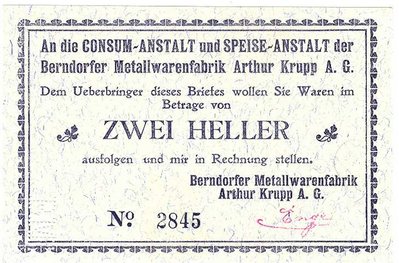 An die CONSUM-ANSTALT und SPEISE-ANSTALT der
Berndorfer Metallwarenfabrik Arthur Krupp A. G.
Dem Ueberbringer dieses Briefes wollen Sie Waren im
Betrage von
ZWEI HELLER
ausfolgen und mir in Rechnung stellen.
Berndorfer Metallwarenfabrik
Arthur Krupp A. G.
No. 2845